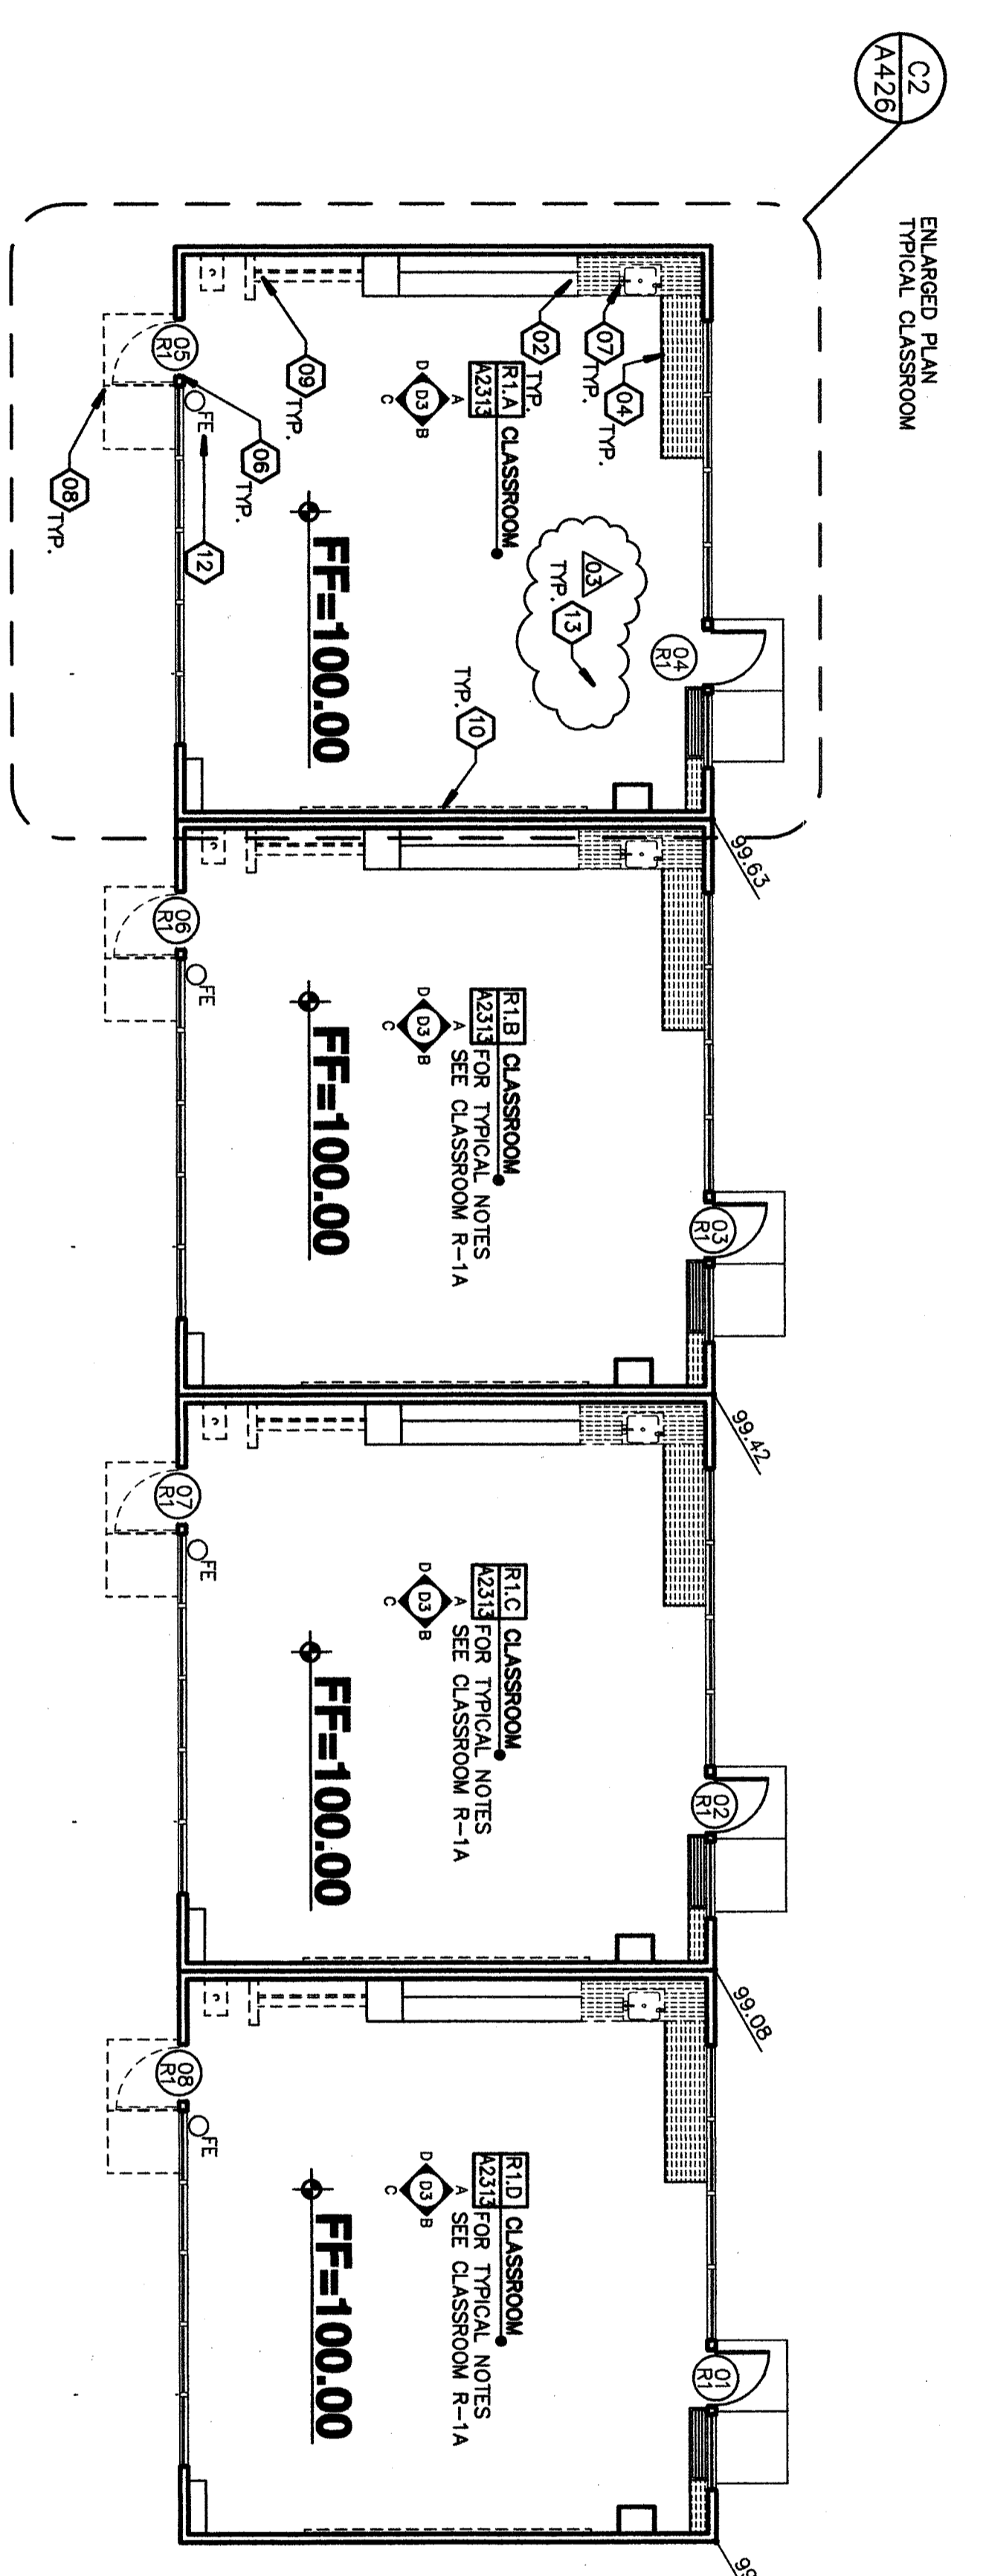 C2
A426
ENLARGED PLAN
TYPICAL CLASSROOM
04
R1
03
TYP. 13
04 TYP.
07 TYP.
02 TYP.
R1.A CLASSROOM
A2313
TYP. 10
A
D D3 B
C
09 TYP.
FF=100.00
06 TYP.
FE
12
05
R1
08 TYP.
99.63
03
R1
R1.B CLASSROOM
A2313 FOR TYPICAL NOTES
SEE CLASSROOM R-1A
A
D D3 B
C
FF=100.00
FE
06
R1
99.42
02
R1
R1.C CLASSROOM
A2313 FOR TYPICAL NOTES
SEE CLASSROOM R-1A
A
D D3 B
C
FF=100.00
FE
07
R1
99.08
01
R1
R1.D CLASSROOM
A2313 FOR TYPICAL NOTES
SEE CLASSROOM R-1A
A
D D3 B
C
FF=100.00
FE
08
R1